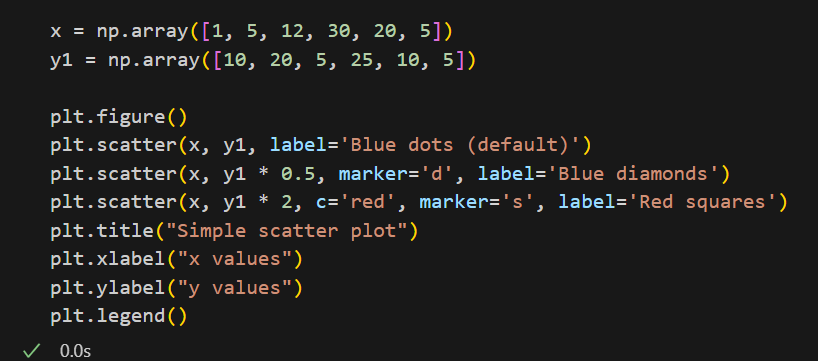 x = np.array([1, 5, 12, 30, 20, 5])
y1 = np.array([10, 20, 5, 25, 10, 5])
plt.figure()
plt.scatter(x, y1, label='Blue dots (default)')
plt.scatter(x, y1 * 0.5, marker='d', label='Blue diamonds')
plt.scatter(x, y1 * 2, c='red', marker='s', label='Red squares')
plt.title("Simple scatter plot")
plt.xlabel("x values")
plt.ylabel("y values")
plt.legend()
0.0s